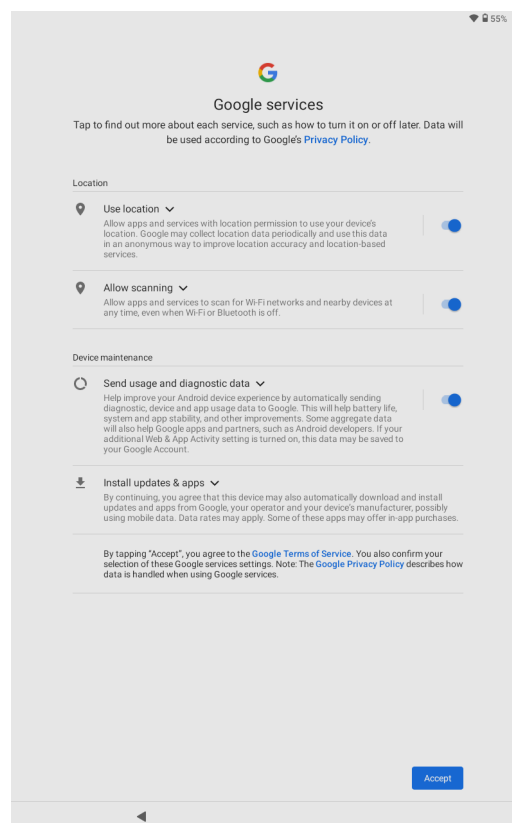 55%
Google services
Tap to find out more about each service, such as how to turn it on or off later. Data will
be used according to Google's Privacy Policy.
Location
Use location
Allow apps and services with location permission to use your device's
location. Google may collect location data periodically and use this data
in an anonymous way to improve location accuracy and location-based
services.
Allow scanning
Allow apps and services to scan for Wi-Fi networks and nearby devices at
any time, even when Wi-Fi or Bluetooth is off.
Device maintenance
Send usage and diagnostic data
Help improve your Android device experience by automatically sending
diagnostic, device and app usage data to Google. This will help battery life,
system and app stability, and other improvements. Some aggregate data
will also help Google apps and partners, such as Android developers. If your
additional Web & App Activity setting is turned on, this data may be saved to
your Google Account.
Install updates & apps
By continuing, you agree that this device may also automatically download and install
updates and apps from Google, your operator and your device's manufacturer, possibly
using mobile data. Data rates may apply. Some of these apps may offer in-app purchases.
By tapping "Accept", you agree to the Google Terms of Service. You also confirm your
selection of these Google services settings. Note: The Google Privacy Policy describes how
data is handled when using Google services.
Accept